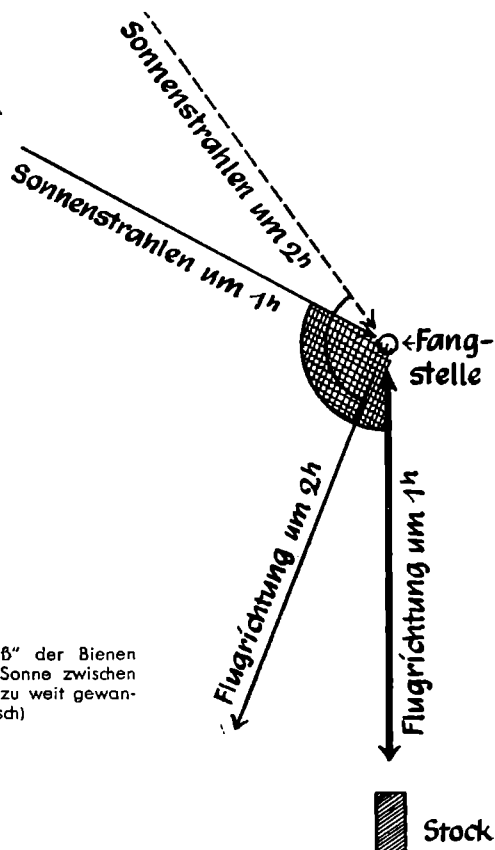 Sonnenstrahlen um 2h
Sonnenstrahlen um 1h
Fang-
stelle
Flugrichtung um 2h
Flugrichtung um 1h
ß" der Bienen
Sonne zwischen
zu weit gewan-
sch)
Stock